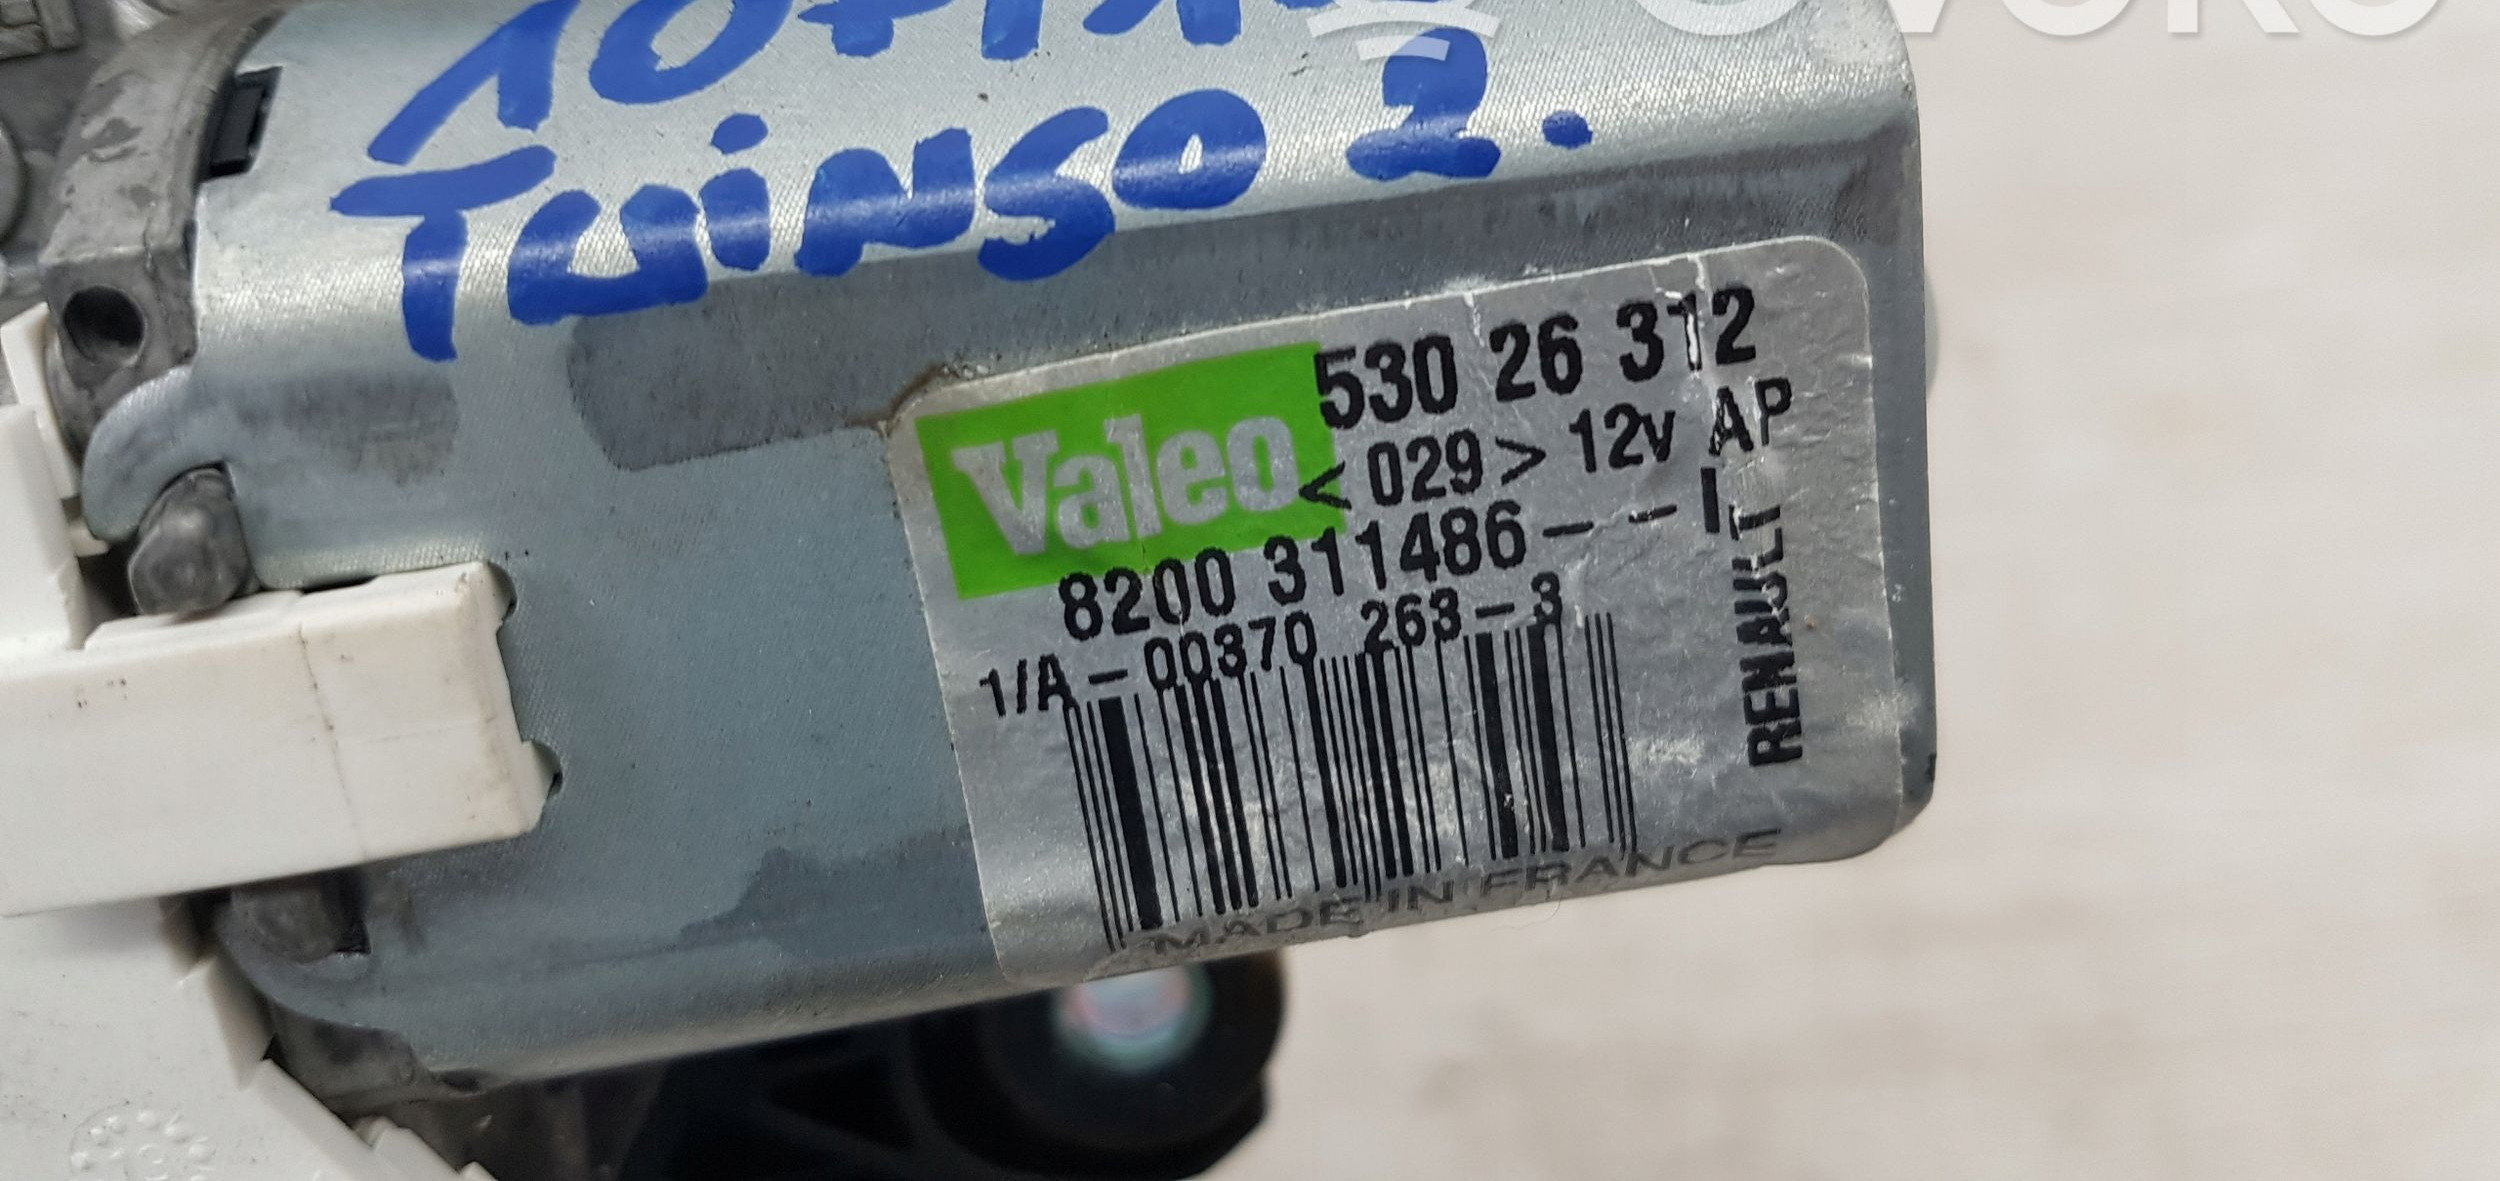 TWINGO 2.
Valeo 530 26 312
<029> 12v AP
8200 311486---I
1/A-00370 263-3
RENAULT
MADE IN FRANCE